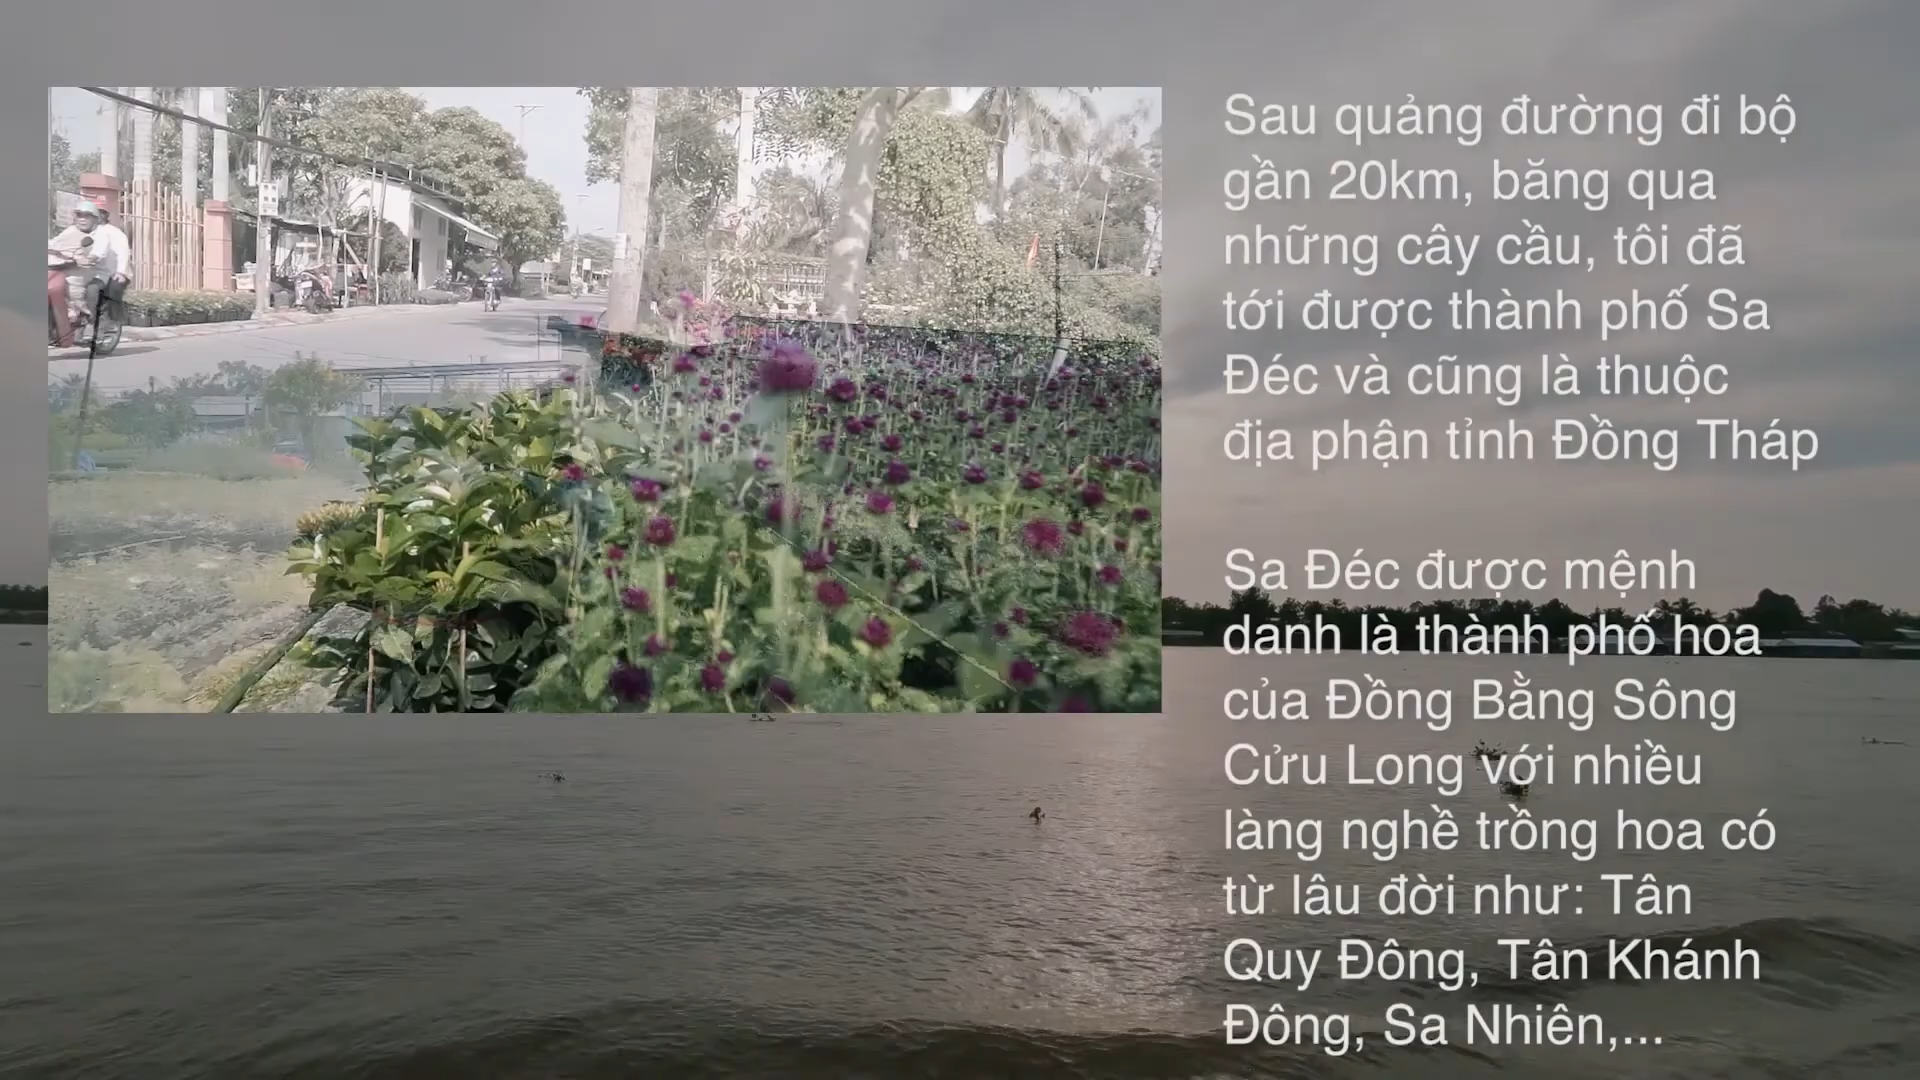 Sau quảng đường đi bộ
gần 20km, băng qua
những cây cầu, tôi đã
tới được thành phố Sa
Đéc và cũng là thuộc
địa phận tỉnh Đồng Tháp
Sa Đéc được mệnh
danh là thành phố hoa
của Đồng Bằng Sông
Cửu Long với nhiều
làng nghề trồng hoa có
từ lâu đời như: Tân
Quy Đông, Tân Khánh
Đông, Sa Nhiên,...